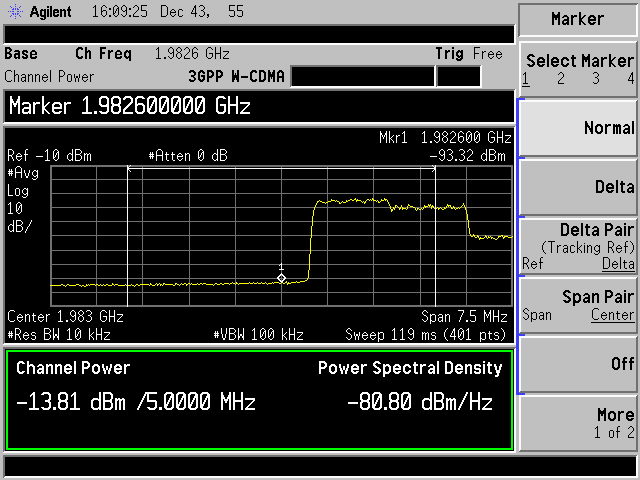 Agilent 16:09:25 Dec 43, 55
Marker
Base Ch Freq 1.9826 GHz Trig Free
Channel Power 3GPP W-CDMA
Marker 1.982600000 GHz
Mkr1 1.982600 GHz
Ref -10 dBm #Atten 0 dB -93.32 dBm
#Avg
Log
10
dB/
1
Center 1.983 GHz Span 7.5 MHz
#Res BW 10 kHz #VBW 100 kHz Sweep 119 ms (401 pts)
Channel Power Power Spectral Density
-13.81 dBm /5.0000 MHz -80.80 dBm/Hz
Select Marker
1 2 3 4
Normal
Delta
Delta Pair
(Tracking Ref)
Ref Delta
Span Pair
Span Center
Off
More
1 of 2